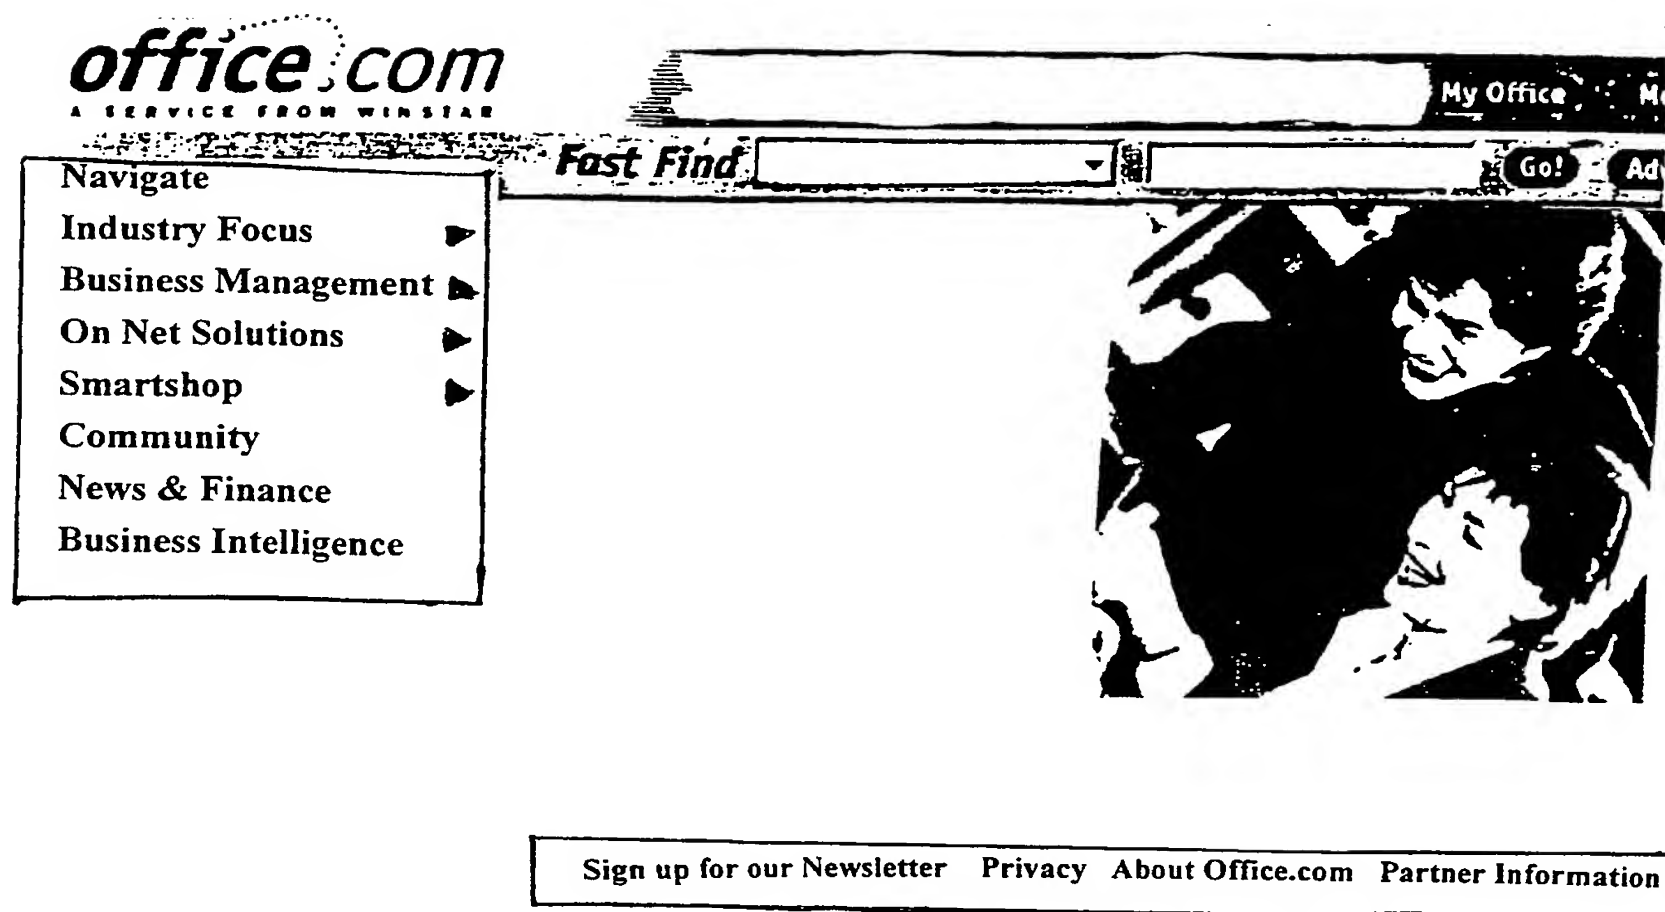 office.com
A SERVICE FROM WINSTAR
My Office
Fast Find Go!
Navigate
Industry Focus
Business Management
On Net Solutions
Smartshop
Community
News & Finance
Business Intelligence
Sign up for our Newsletter Privacy About Office.com Partner Information